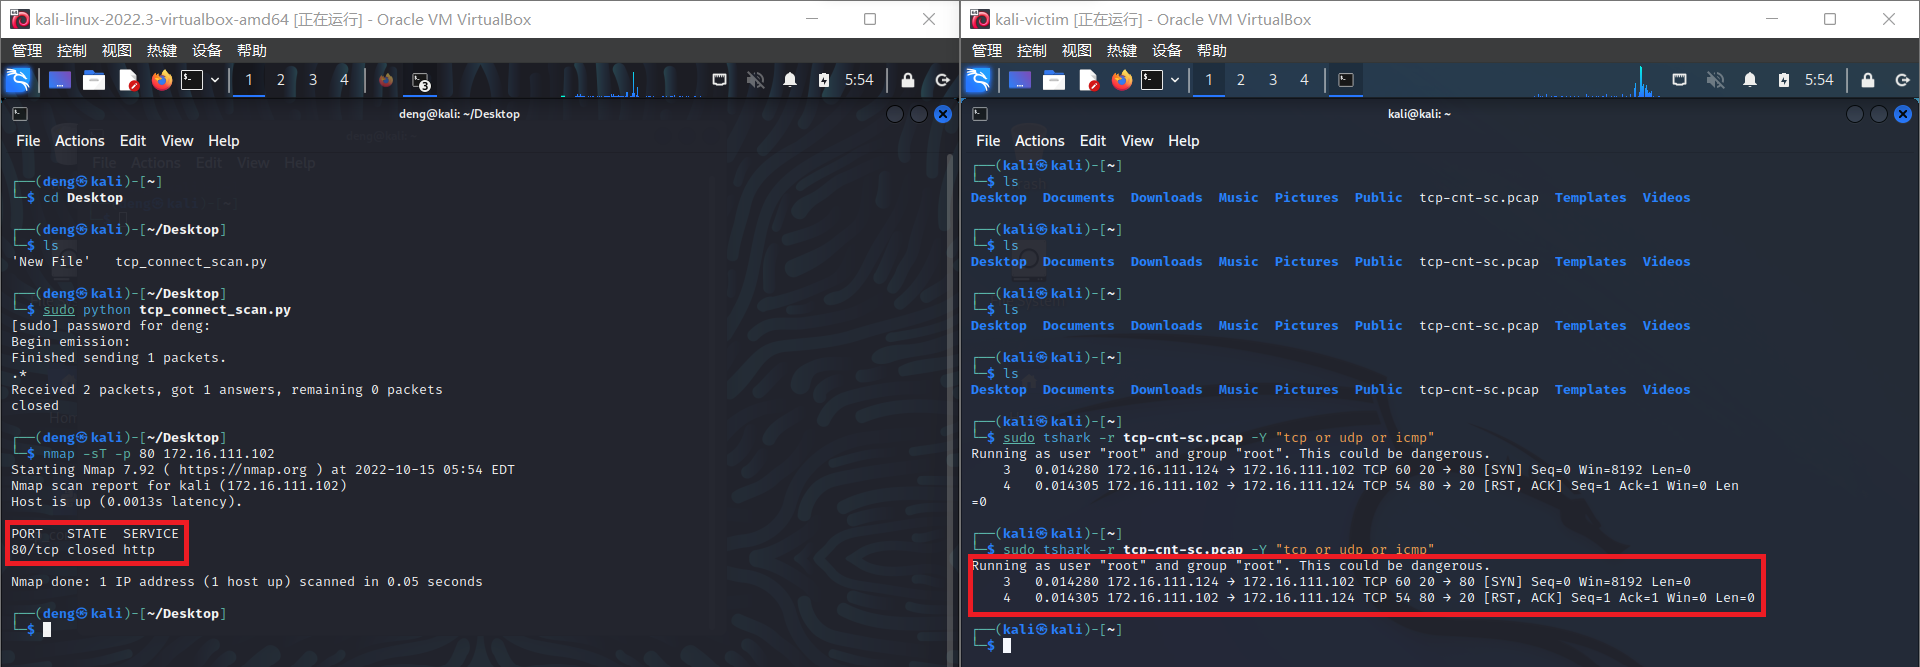 kali-linux-2022.3-virtualbox-amd64 [正在运行] - Oracle VM VirtualBox
管理 控制 视图 热键 设备 帮助
1 2 3 4 3 5:54
deng@kali: ~/Desktop
File Actions Edit View Help
┌──(deng㉿kali)-[~]
└─$ cd Desktop
┌──(deng㉿kali)-[~/Desktop]
└─$ ls
'New File' tcp_connect_scan.py
┌──(deng㉿kali)-[~/Desktop]
└─$ sudo python tcp_connect_scan.py
[sudo] password for deng:
Begin emission:
Finished sending 1 packets.
.*
Received 2 packets, got 1 answers, remaining 0 packets
closed
┌──(deng㉿kali)-[~/Desktop]
└─$ nmap -sT -p 80 172.16.111.102
Starting Nmap 7.92 ( https://nmap.org ) at 2022-10-15 05:54 EDT
Nmap scan report for kali (172.16.111.102)
Host is up (0.0013s latency).
PORT STATE SERVICE
80/tcp closed http
Nmap done: 1 IP address (1 host up) scanned in 0.05 seconds
┌──(deng㉿kali)-[~/Desktop]
└─$
kali-victim [正在运行] - Oracle VM VirtualBox
管理 控制 视图 热键 设备 帮助
1 2 3 4 5:54
kali@kali: ~
File Actions Edit View Help
┌──(kali㉿kali)-[~]
└─$ ls
Desktop Documents Downloads Music Pictures Public tcp-cnt-sc.pcap Templates Videos
┌──(kali㉿kali)-[~]
└─$ ls
Desktop Documents Downloads Music Pictures Public tcp-cnt-sc.pcap Templates Videos
┌──(kali㉿kali)-[~]
└─$ ls
Desktop Documents Downloads Music Pictures Public tcp-cnt-sc.pcap Templates Videos
┌──(kali㉿kali)-[~]
└─$ ls
Desktop Documents Downloads Music Pictures Public tcp-cnt-sc.pcap Templates Videos
┌──(kali㉿kali)-[~]
└─$ sudo tshark -r tcp-cnt-sc.pcap -Y "tcp or udp or icmp"
Running as user "root" and group "root". This could be dangerous.
3 0.014280 172.16.111.124 → 172.16.111.102 TCP 60 20 → 80 [SYN] Seq=0 Win=8192 Len=0
4 0.014305 172.16.111.102 → 172.16.111.124 TCP 54 80 → 20 [RST, ACK] Seq=1 Ack=1 Win=0 Len
=0
┌──(kali㉿kali)-[~]
└─$ sudo tshark -r tcp-cnt-sc.pcap -Y "tcp or udp or icmp"
Running as user "root" and group "root". This could be dangerous.
3 0.014280 172.16.111.124 → 172.16.111.102 TCP 60 20 → 80 [SYN] Seq=0 Win=8192 Len=0
4 0.014305 172.16.111.102 → 172.16.111.124 TCP 54 80 → 20 [RST, ACK] Seq=1 Ack=1 Win=0 Len=0
┌──(kali㉿kali)-[~]
└─$